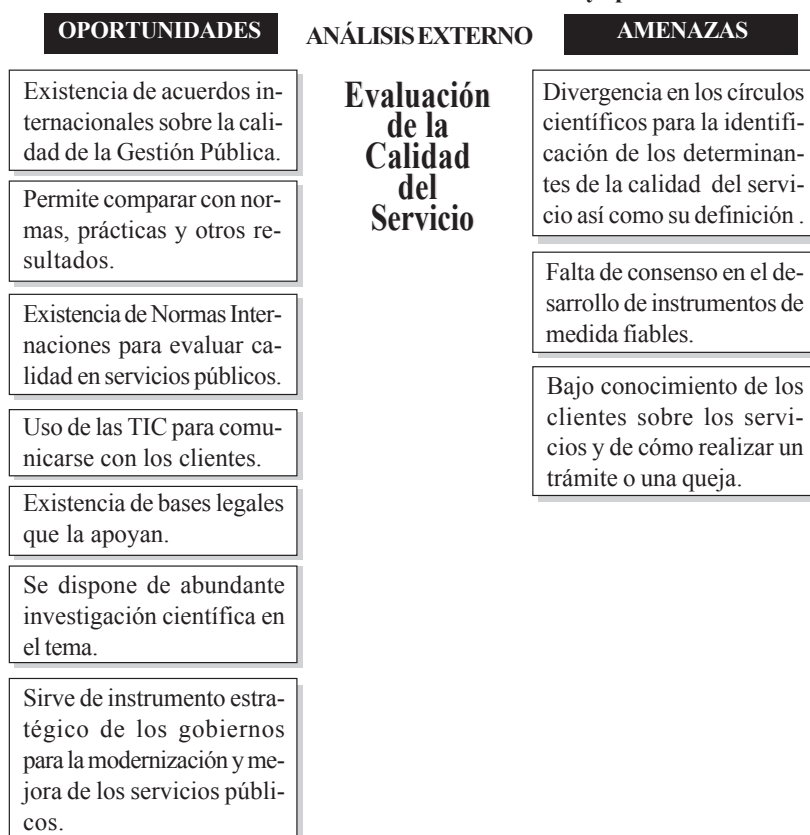 OPORTUNIDADES
ANÁLISIS EXTERNO
AMENAZAS
Existencia de acuerdos in-
ternacionales sobre la cali-
dad de la Gestión Pública.
Permite comparar con nor-
mas, prácticas y otros re-
sultados.
Existencia de Normas Inter-
naciones para evaluar ca-
lidad en servicios públicos.
Uso de las TIC para comu-
nicarse con los clientes.
Existencia de bases legales
que la apoyan.
Se dispone de abundante
investigación científica en
el tema.
Sirve de instrumento estra-
tégico de los gobiernos
para la modernización y me-
jora de los servicios públi-
cos.
Evaluación
de la
Calidad
del
Servicio
Divergencia en los círculos
científicos para la identifi-
cación de los determinan-
tes de la calidad del servi-
cio así como su definición .
Falta de consenso en el de-
sarrollo de instrumentos de
medida fiables.
Bajo conocimiento de los
clientes sobre los servi-
cios y de cómo realizar un
trámite o una queja.